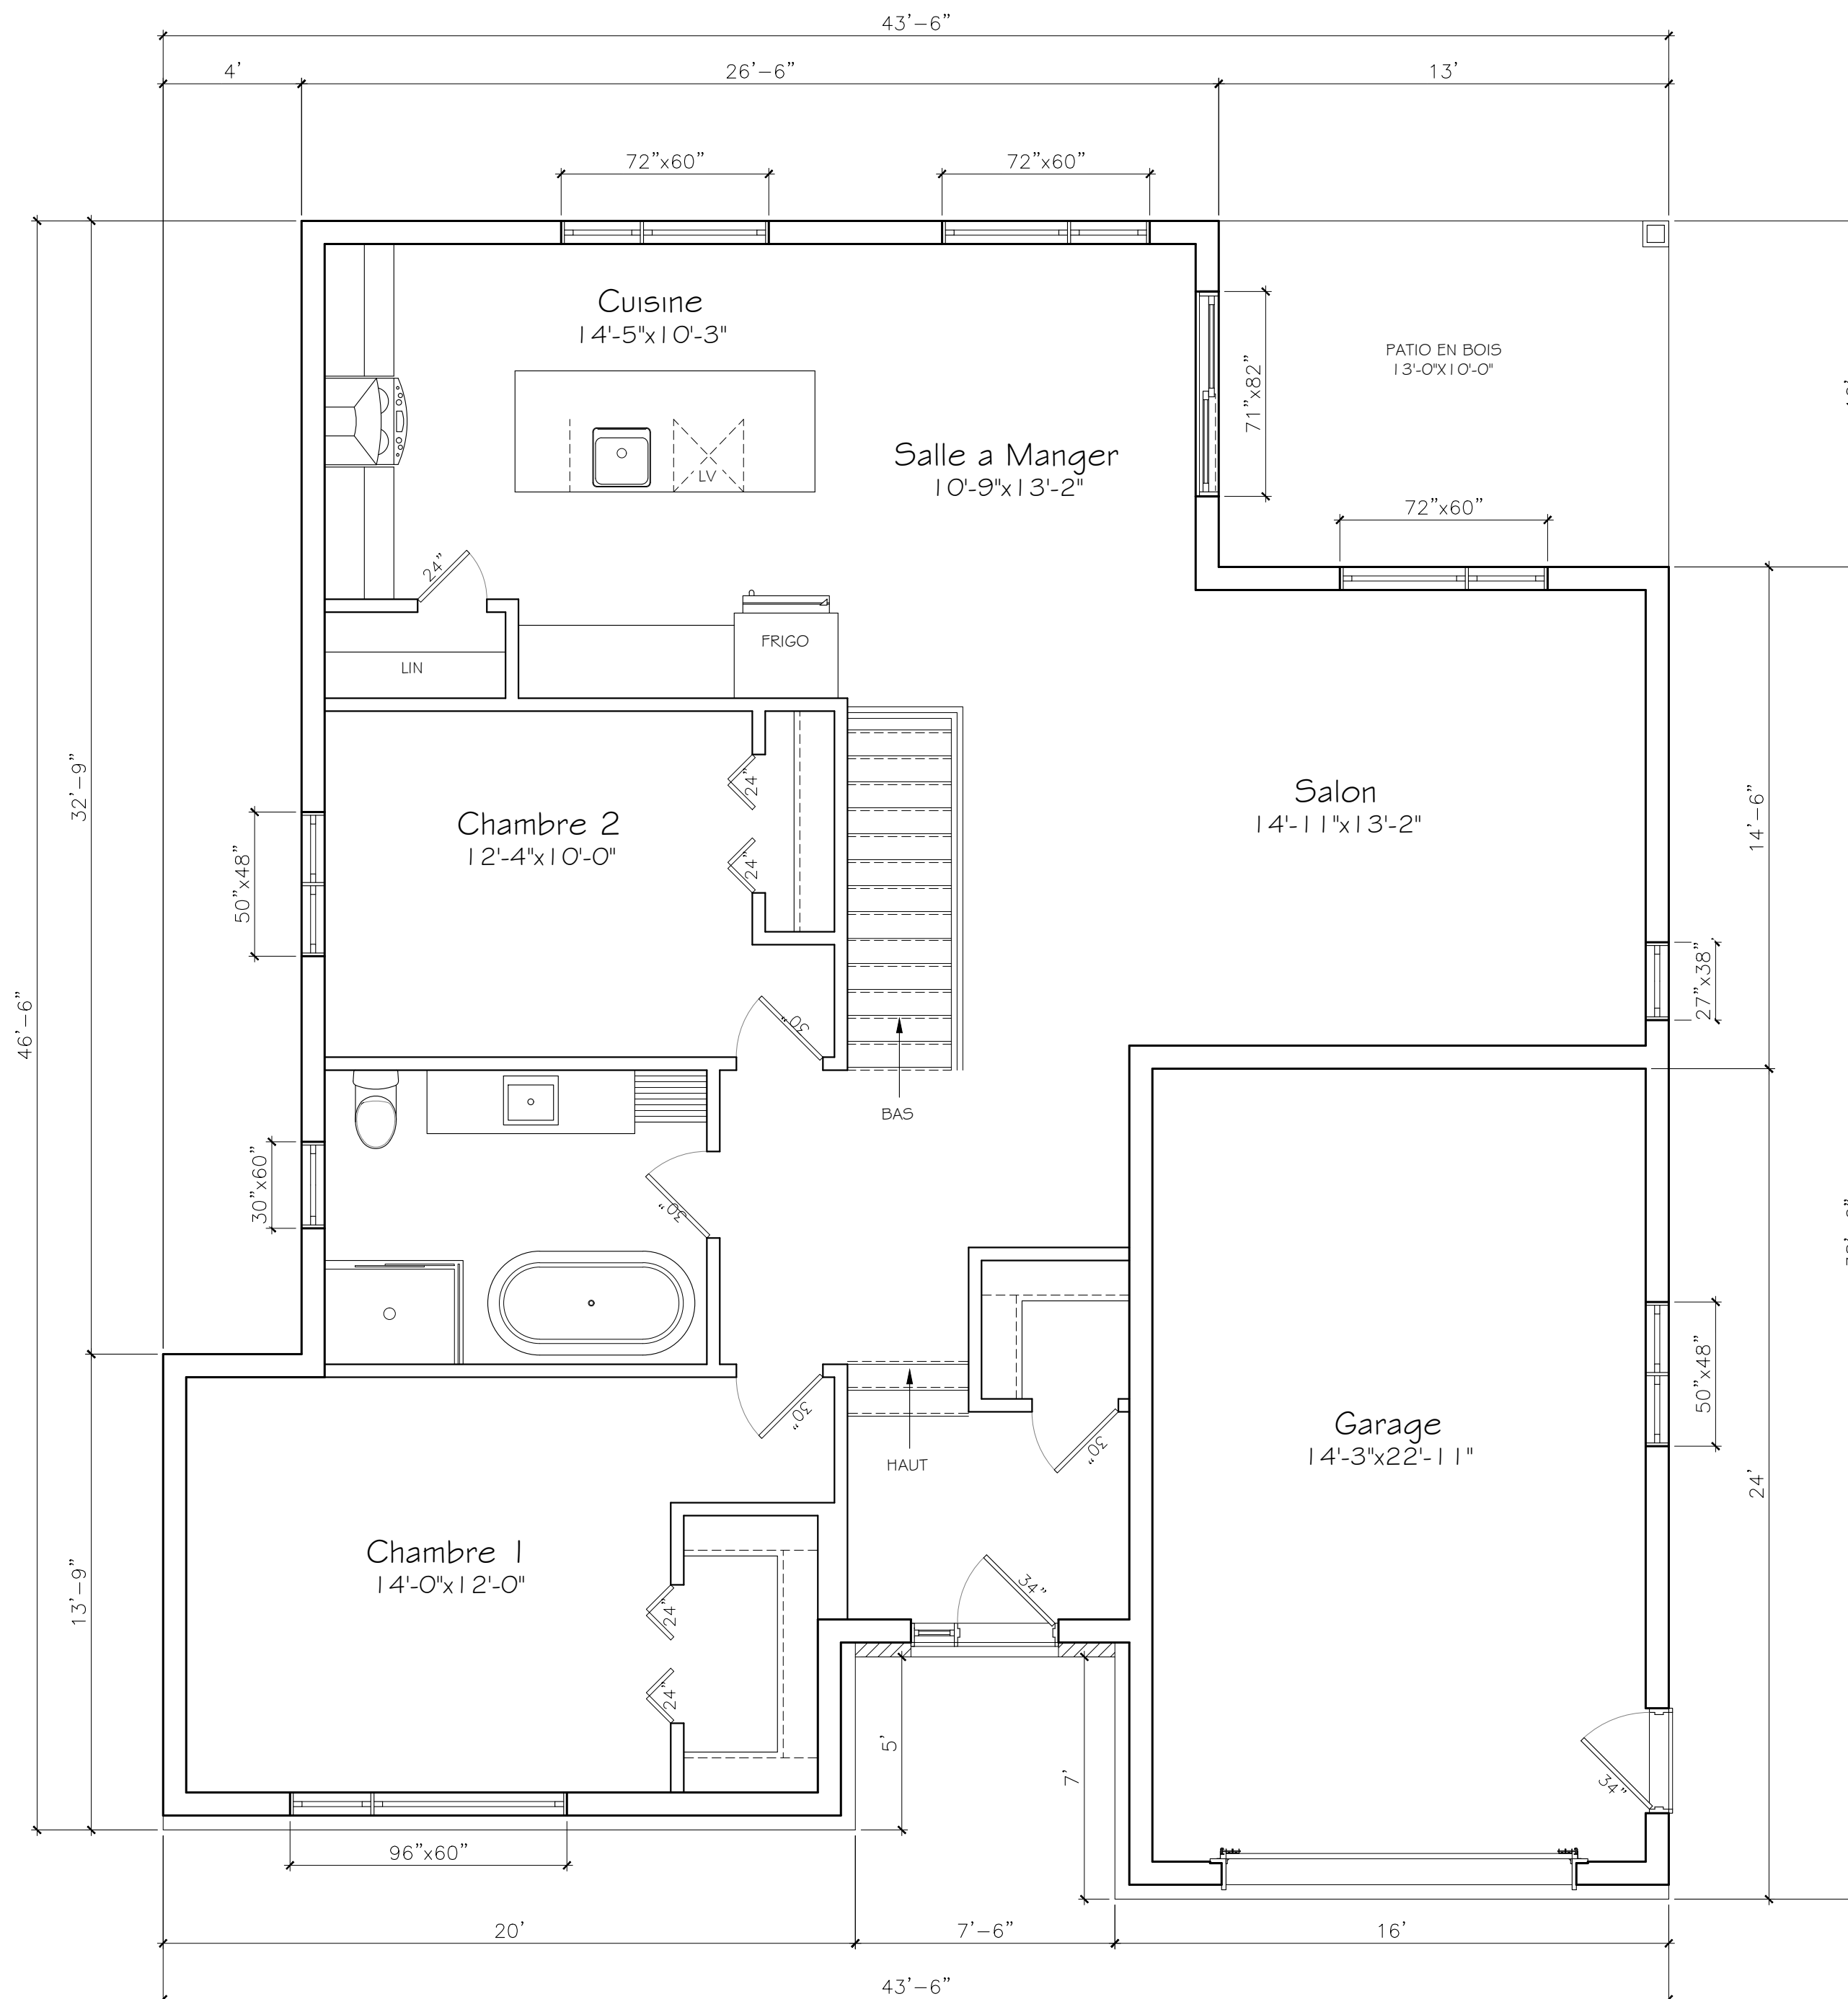 43'-6"
4'
26'-6"
13'
72"x60"
72"x60"
Cuisine
14'-5"x10'-3"
PATIO EN BOIS
13'-0"X10'-0"
71"x82"
Salle a Manger
10'-9"x13'-2"
LV
72"x60"
24"
FRIGO
LIN
32'-9"
Salon
14'-11"x13'-2"
14'-6"
24"
Chambre 2
12'-4"x10'-0"
24"
50"x48"
27"x38"
46'-6"
30"
BAS
30"x60"
30"
50"x48"
30"
Garage
14'-3"x22'-11"
30"
HAUT
24'
Chambre 1
14'-0"x12'-0"
13'-9"
34"
24"
24"
5'
7'
34"
96"x60"
20'
7'-6"
16'
43'-6"